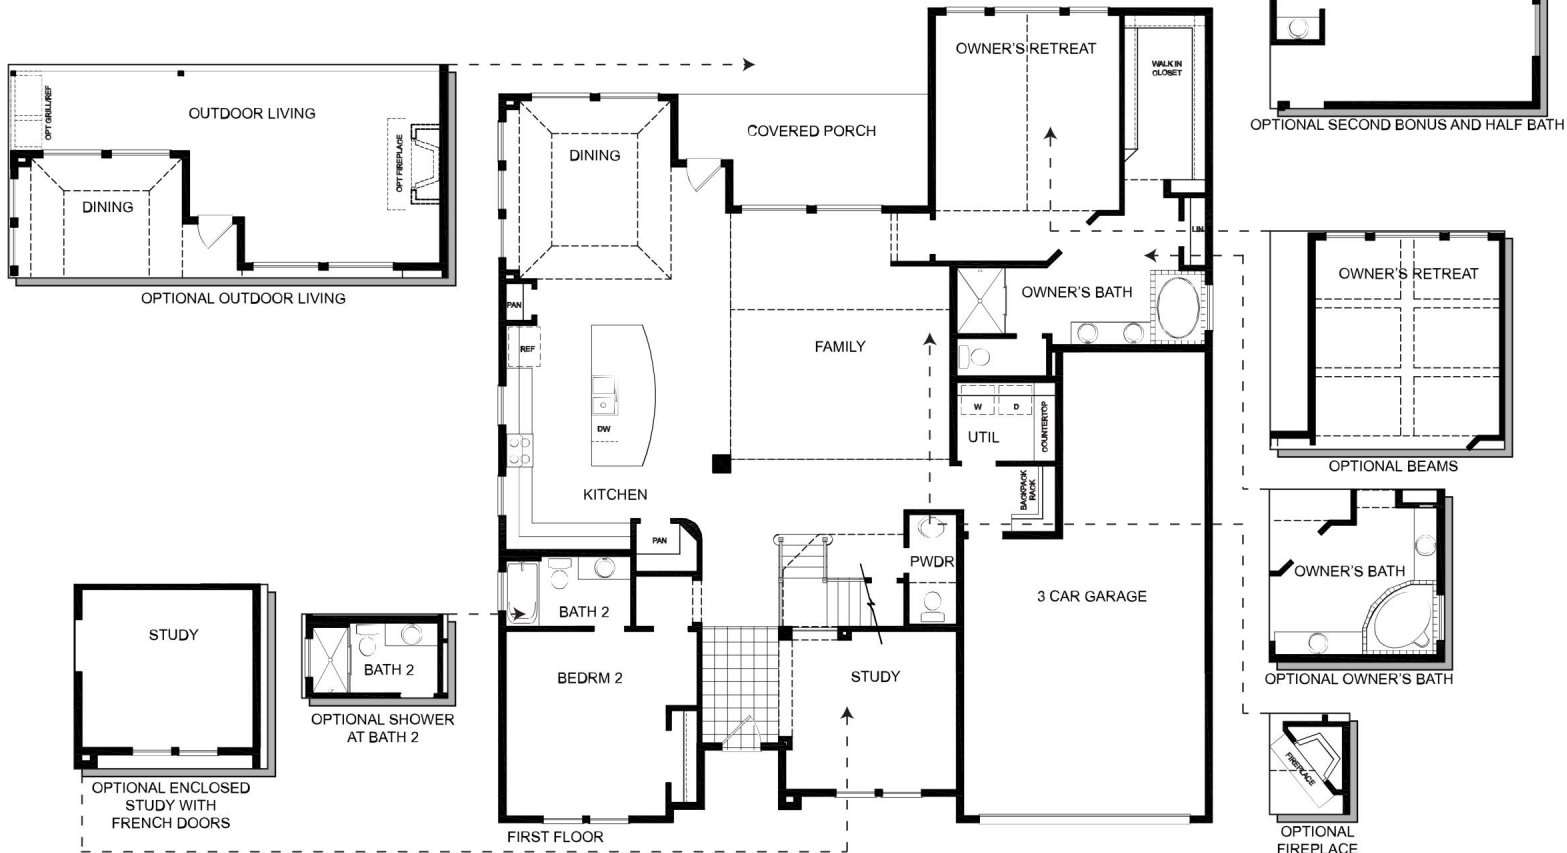 OWNER'S RETREAT
WALK IN
CLOSET
OPTIONAL SECOND BONUS AND HALF BATH
OPT GRILL/REF
OUTDOOR LIVING
OPT FIREPLACE
DINING
OPTIONAL OUTDOOR LIVING
DINING
COVERED PORCH
LIN
PAN
REF
DW
KITCHEN
PAN
FAMILY
OWNER'S BATH
W
D
COUNTERTOP
UTIL
BACKPACK
RACK
PWDR
3 CAR GARAGE
BATH 2
BEDRM 2
STUDY
FIRST FLOOR
STUDY
OPTIONAL ENCLOSED
STUDY WITH
FRENCH DOORS
BATH 2
OPTIONAL SHOWER
AT BATH 2
OWNER'S RETREAT
OPTIONAL BEAMS
OWNER'S BATH
OPTIONAL OWNER'S BATH
FIREPLACE
OPTIONAL
FIREPLACE